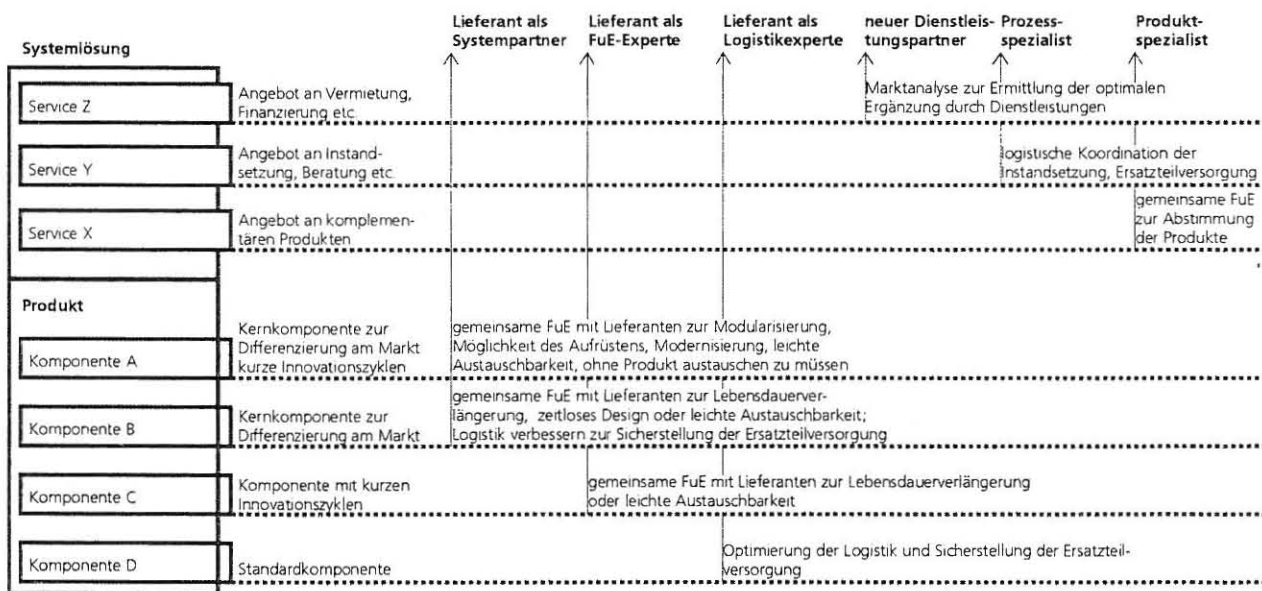 Lieferant als
Systempartner
Lieferant als
FuE-Experte
Lieferant als
Logistikexperte
neuer Dienstleis-
tungspartner
Prozess-
spezialist
Produkt-
spezialist
Systemlösung
Service Z
Angebot an Vermietung,
Finanzierung etc.
Marktanalyse zur Ermittlung der optimalen
Ergänzung durch Dienstleistungen
Service Y
Angebot an Instand-
setzung, Beratung etc.
logistische Koordination der
Instandsetzung, Ersatzteilversorgung
Service X
Angebot an komplemen-
tären Produkten
gemeinsame FuE
zur Abstimmung
der Produkte
Produkt
Komponente A
Kernkomponente zur
Differenzierung am Markt
kurze Innovationszyklen
gemeinsame FuE mit Lieferanten zur Modularisierung,
Möglichkeit des Aufrüstens, Modernisierung, leichte
Austauschbarkeit, ohne Produkt austauschen zu müssen
Komponente B
Kernkomponente zur
Differenzierung am Markt
gemeinsame FuE mit Lieferanten zur Lebensdauerver-
längerung, zeitloses Design oder leichte Austauschbarkeit;
Logistik verbessern zur Sicherstellung der Ersatzteilversorgung
Komponente C
Komponente mit kurzen
Innovationszyklen
gemeinsame FuE mit Lieferanten zur Lebensdauerverlängerung
oder leichte Austauschbarkeit
Komponente D
Standardkomponente
Optimierung der Logistik und Sicherstellung der Ersatzteil-
versorgung